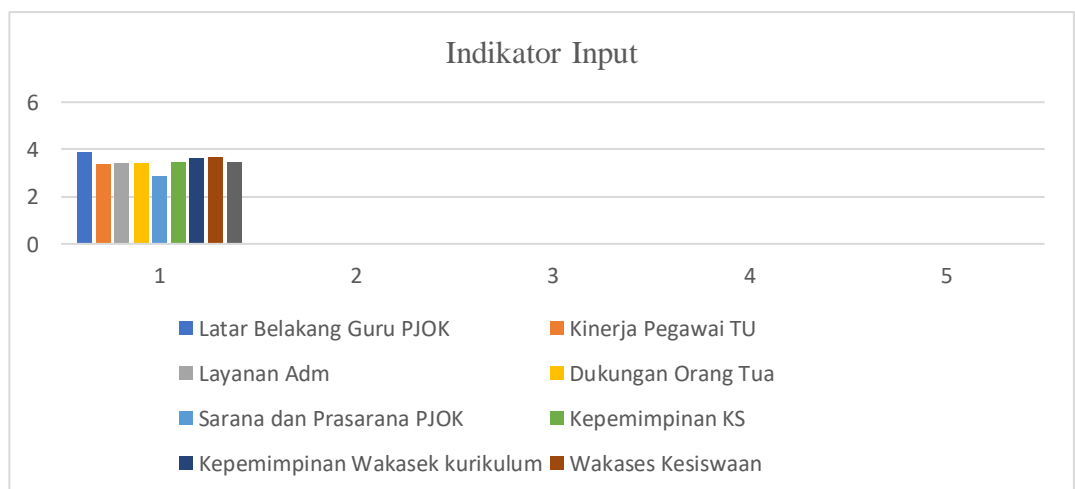 Indikator Input
6
4
2
0
1 2 3 4 5
Latar Belakang Guru PJOK Kinerja Pegawai TU
Layanan Adm Dukungan Orang Tua
Sarana dan Prasarana PJOK Kepemimpinan KS
Kepemimpinan Wakasek kurikulum Wakases Kesiswaan